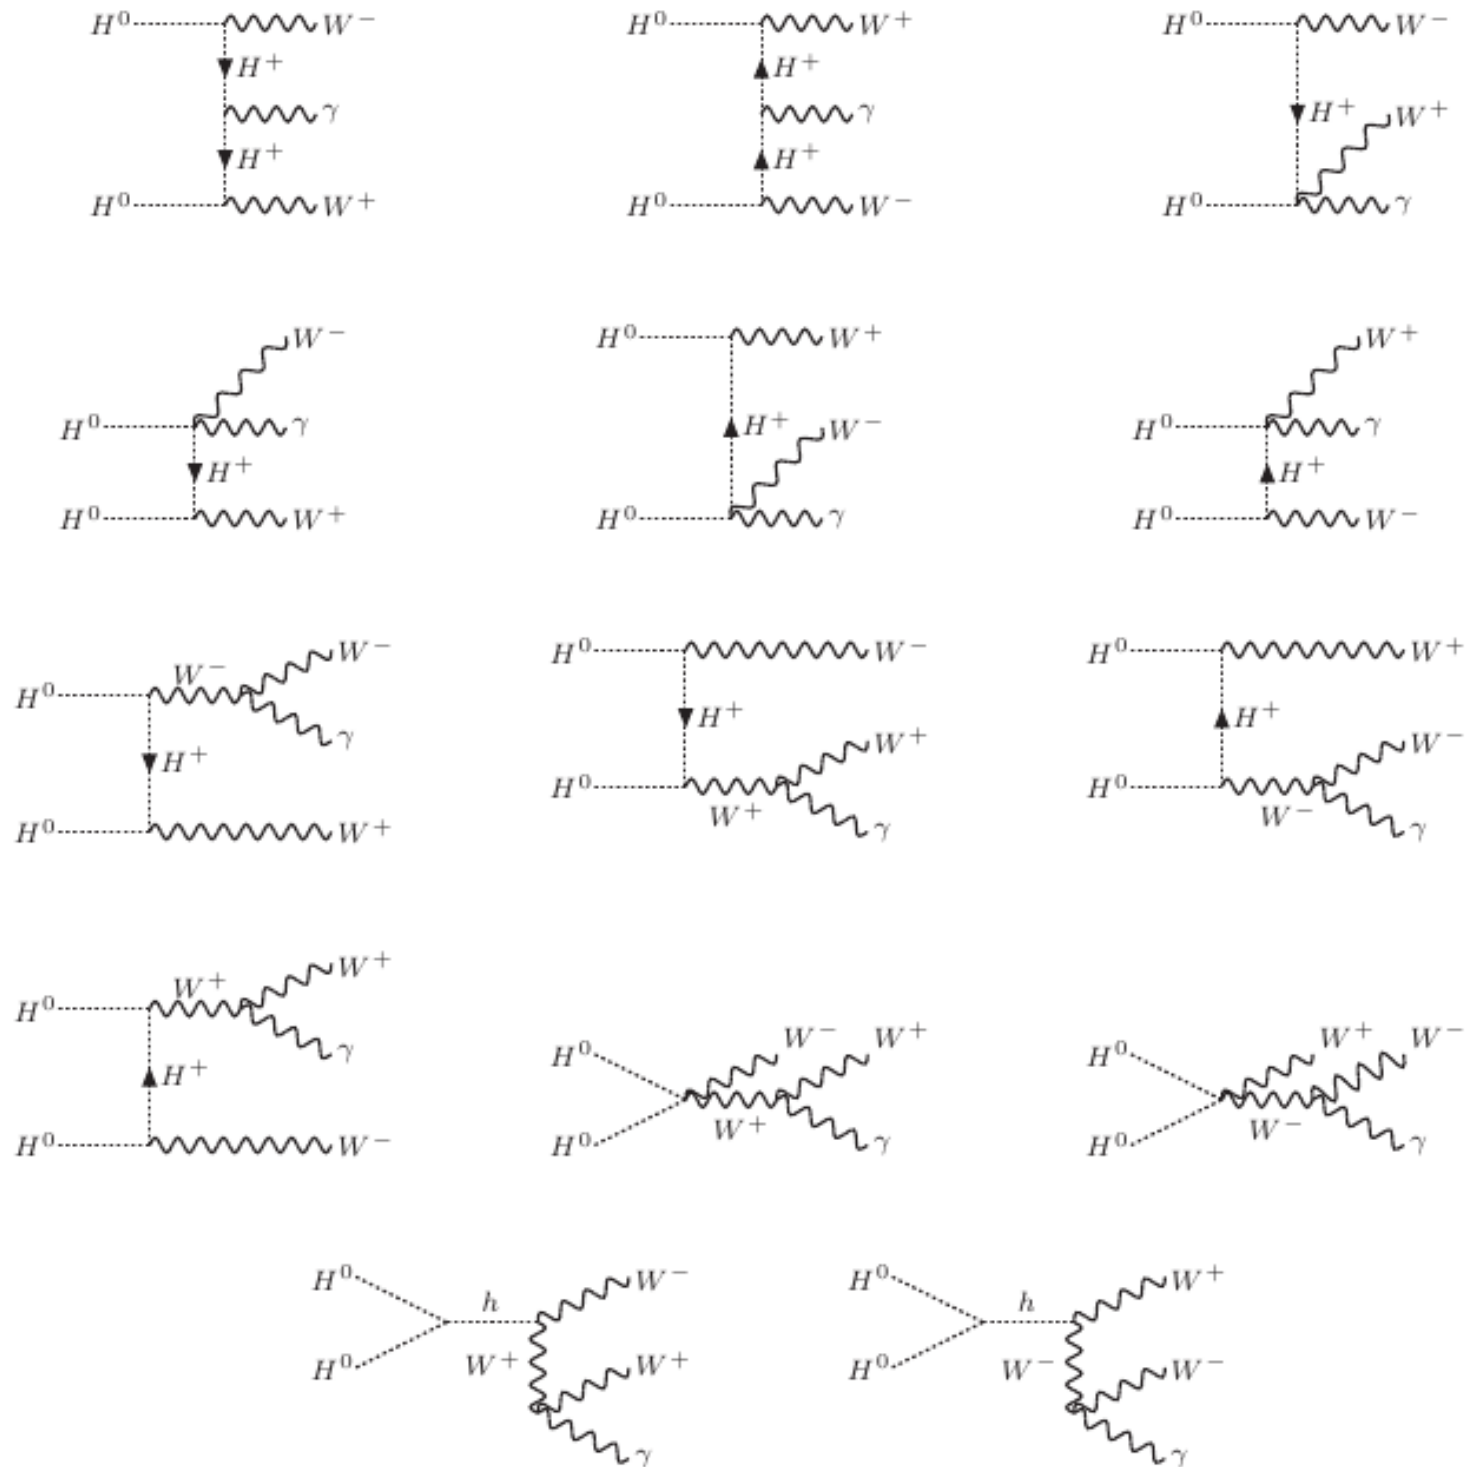 H⁰ W⁻ H⁰ W⁺ H⁰ W⁻
H⁺ H⁺
γ γ H⁺ W⁺
H⁺ H⁺
H⁰ W⁺ H⁰ W⁻ H⁰ γ
W⁻ H⁰ W⁺ W⁺
H⁰ γ H⁺ W⁻ H⁰ γ
H⁺ H⁺
H⁰ W⁺ H⁰ γ H⁰ W⁻
W⁻ W⁻ H⁰ W⁻ H⁰ W⁺
H⁰ γ H⁺ W⁺ H⁺ W⁻
H⁺ H⁰ H⁰
H⁰ W⁺ W⁺ γ W⁻ γ
W⁺ W⁺
H⁰ γ H⁰ W⁻ W⁺ H⁰ W⁺ W⁻
H⁺
H⁰ W⁻ H⁰ W⁺ γ H⁰ W⁻ γ
H⁰ h W⁻ H⁰ h W⁺
H⁰ W⁺ W⁺ H⁰ W⁻ W⁻
γ γ